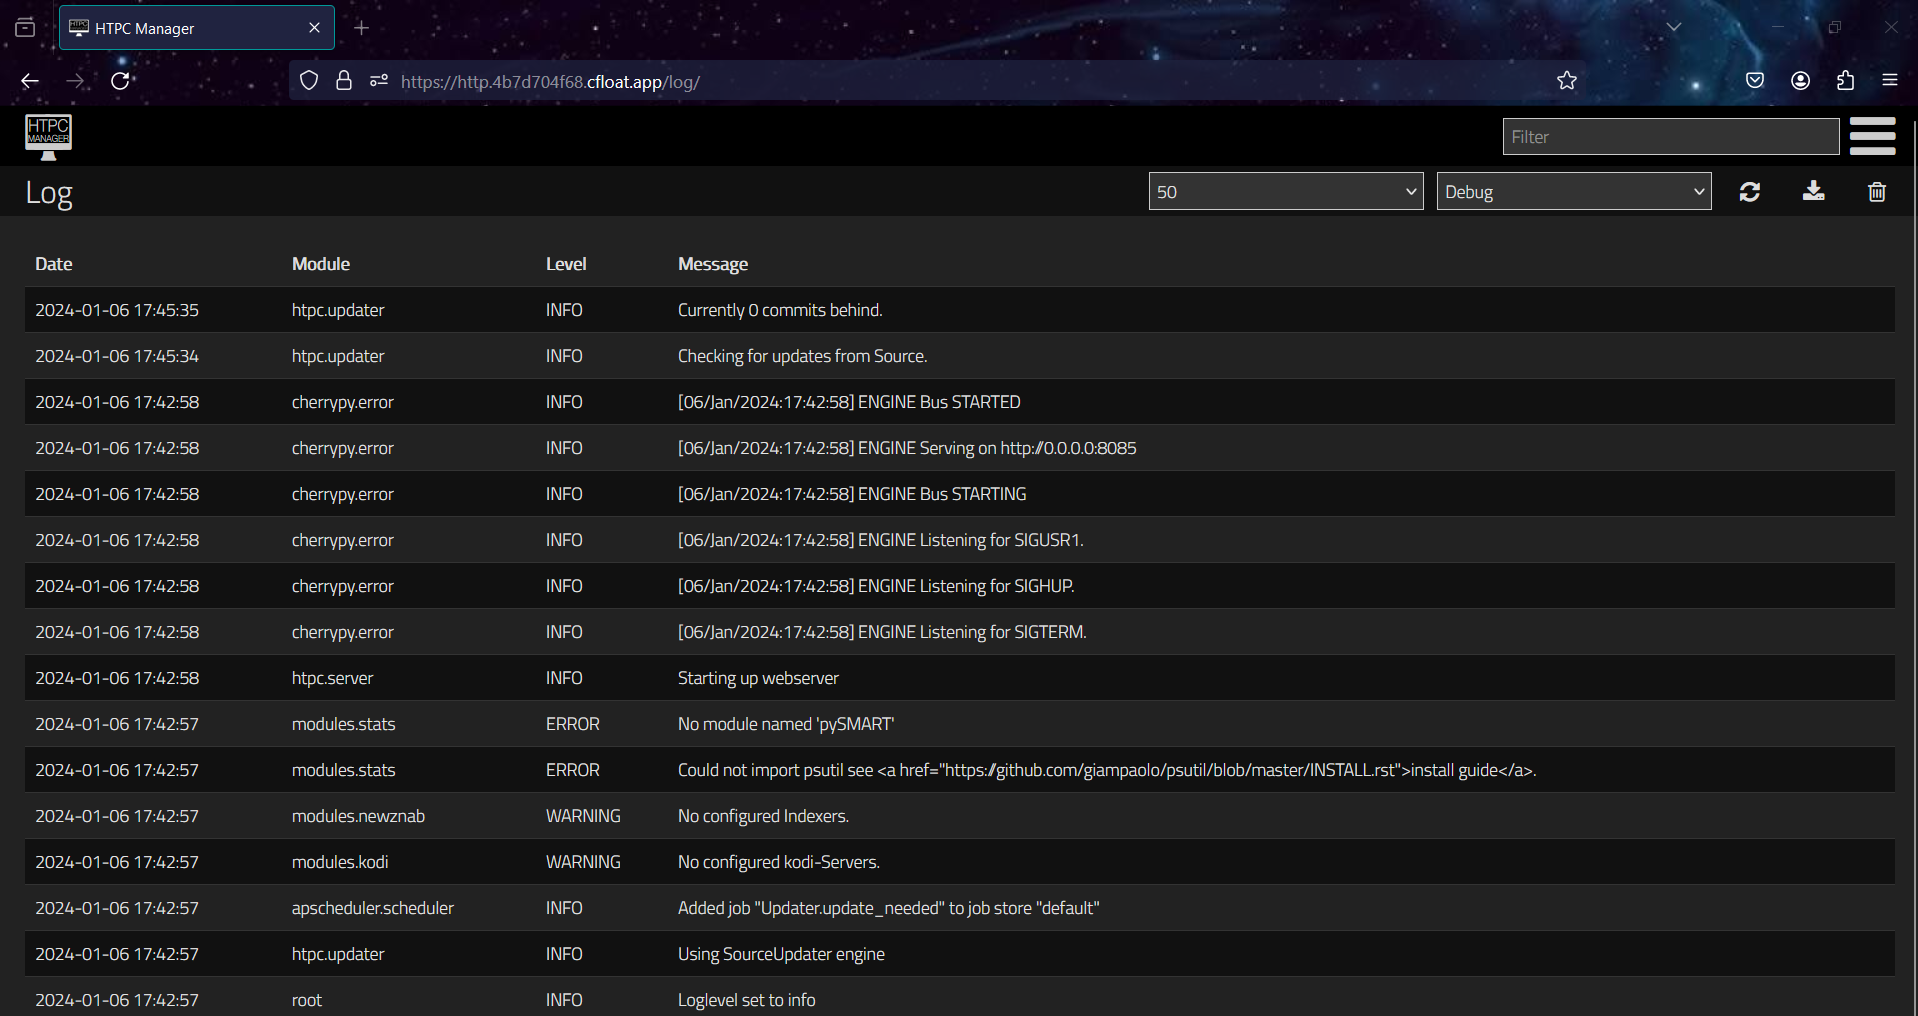 HTPC Manager
https://http.4b7d704f68.cfloat.app/log/
HTPC
MANAGER
Filter
Log
50
Debug
Date Module Level Message
2024-01-06 17:45:35 htpc.updater INFO Currently 0 commits behind.
2024-01-06 17:45:34 htpc.updater INFO Checking for updates from Source.
2024-01-06 17:42:58 cherrypy.error INFO [06/Jan/2024:17:42:58] ENGINE Bus STARTED
2024-01-06 17:42:58 cherrypy.error INFO [06/Jan/2024:17:42:58] ENGINE Serving on http://0.0.0.0:8085
2024-01-06 17:42:58 cherrypy.error INFO [06/Jan/2024:17:42:58] ENGINE Bus STARTING
2024-01-06 17:42:58 cherrypy.error INFO [06/Jan/2024:17:42:58] ENGINE Listening for SIGUSR1.
2024-01-06 17:42:58 cherrypy.error INFO [06/Jan/2024:17:42:58] ENGINE Listening for SIGHUP.
2024-01-06 17:42:58 cherrypy.error INFO [06/Jan/2024:17:42:58] ENGINE Listening for SIGTERM.
2024-01-06 17:42:58 htpc.server INFO Starting up webserver
2024-01-06 17:42:57 modules.stats ERROR No module named 'pySMART'
2024-01-06 17:42:57 modules.stats ERROR Could not import psutil see <a href="https://github.com/giampaolo/psutil/blob/master/INSTALL.rst">install guide</a>.
2024-01-06 17:42:57 modules.newznab WARNING No configured Indexers.
2024-01-06 17:42:57 modules.kodi WARNING No configured kodi-Servers.
2024-01-06 17:42:57 apscheduler.scheduler INFO Added job "Updater.update_needed" to job store "default"
2024-01-06 17:42:57 htpc.updater INFO Using SourceUpdater engine
2024-01-06 17:42:57 root INFO Loglevel set to info